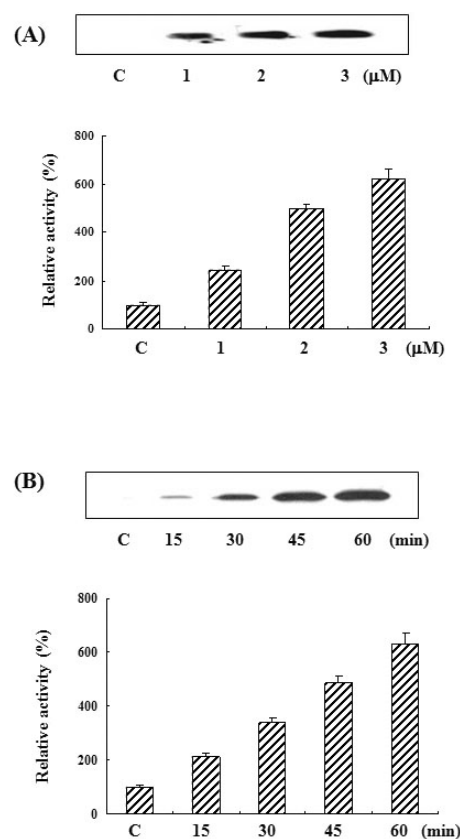 (A)
C 1 2 3 (μM)
Relative activity (%)
800
600
400
200
0
C 1 2 3 (μM)
(B)
C 15 30 45 60 (min)
Relative activity (%)
800
600
400
200
0
C 15 30 45 60 (min)